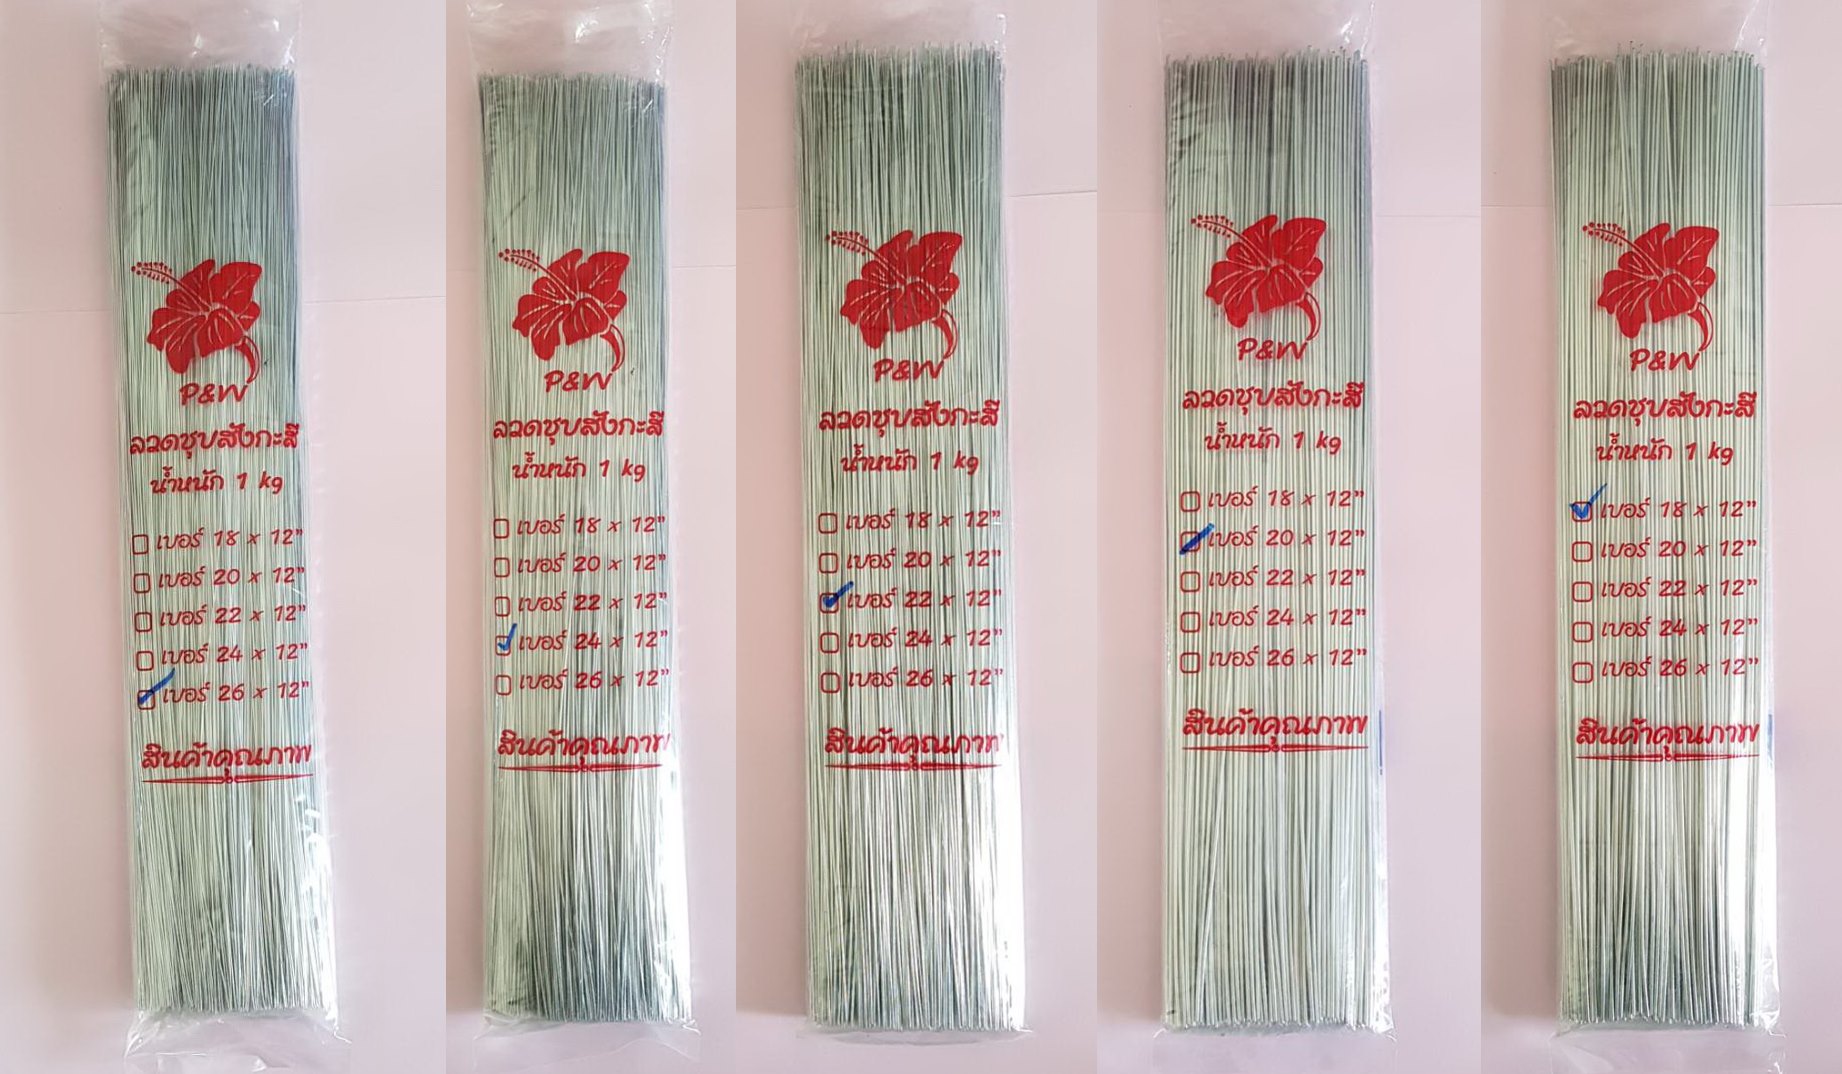 P&W
ลวดชุบสังกะสี
น้ำหนัก 1 kg
เบอร์ 18 x 12"
เบอร์ 20 x 12"
เบอร์ 22 x 12"
เบอร์ 24 x 12"
เบอร์ 26 x 12"
สินค้าคุณภาพ
P&W
ลวดชุบสังกะสี
น้ำหนัก 1 kg
เบอร์ 18 x 12"
เบอร์ 20 x 12"
เบอร์ 22 x 12"
เบอร์ 24 x 12"
เบอร์ 26 x 12"
สินค้าคุณภาพ
P&W
ลวดชุบสังกะสี
น้ำหนัก 1 kg
เบอร์ 18 x 12"
เบอร์ 20 x 12"
เบอร์ 22 x 12"
เบอร์ 24 x 12"
เบอร์ 26 x 12"
สินค้าคุณภาพ
P&W
ลวดชุบสังกะสี
น้ำหนัก 1 kg
เบอร์ 18 x 12"
เบอร์ 20 x 12"
เบอร์ 22 x 12"
เบอร์ 24 x 12"
เบอร์ 26 x 12"
สินค้าคุณภาพ
P&W
ลวดชุบสังกะสี
น้ำหนัก 1 kg
เบอร์ 18 x 12"
เบอร์ 20 x 12"
เบอร์ 22 x 12"
เบอร์ 24 x 12"
เบอร์ 26 x 12"
สินค้าคุณภาพ